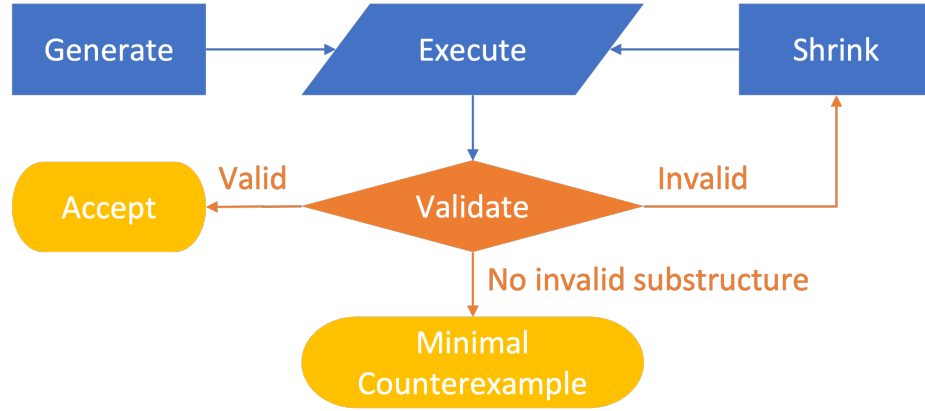 Generate
Execute
Shrink
Valid
Invalid
Accept
Validate
No invalid substructure
Minimal
Counterexample